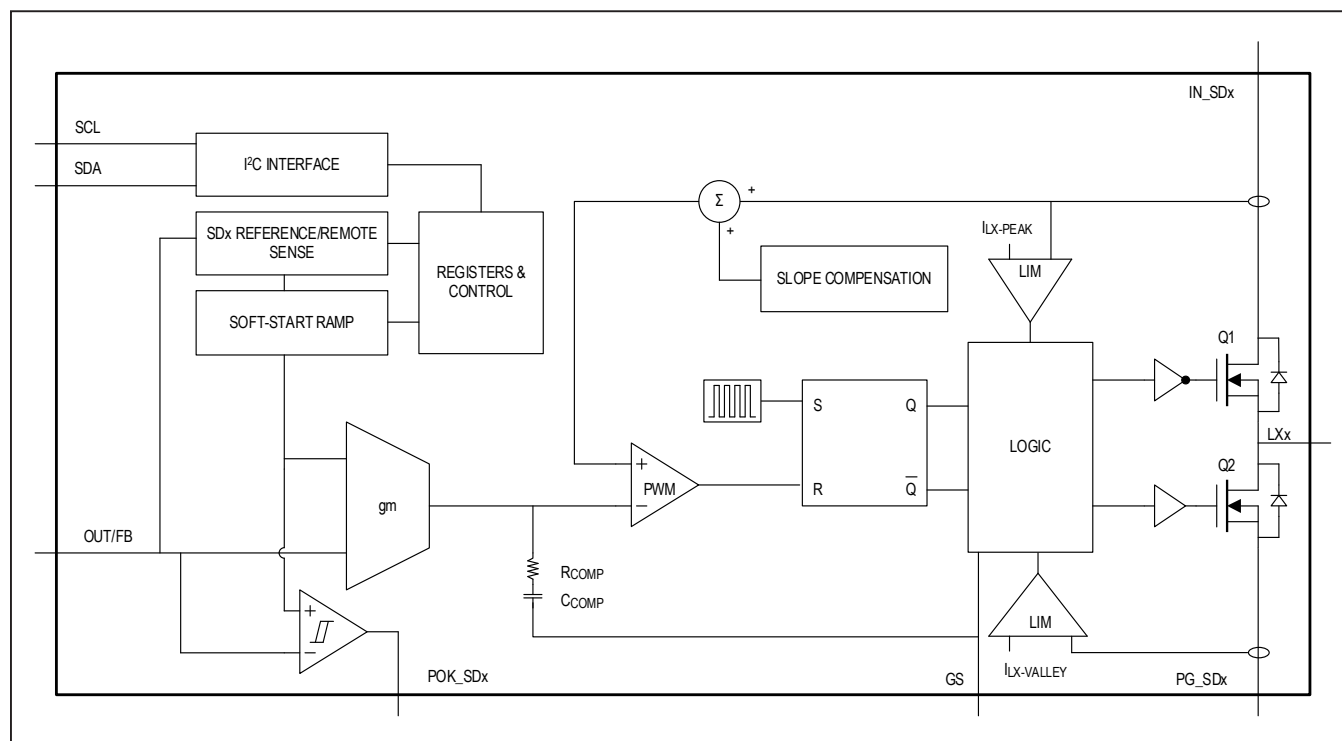 IN_SDx
SCL
SDA
I²C INTERFACE
SDx REFERENCE/REMOTE
SENSE
REGISTERS &
CONTROL
SOFT-START RAMP
Σ
+
+
SLOPE COMPENSATION
ILX-PEAK
LIM
Q1
LXx
Q2
S
Q
R
Q̅
LOGIC
+
PWM
−
gm
OUT/FB
RCOMP
CCOMP
+
−
LIM
ILX-VALLEY
POK_SDx
GS
PG_SDx